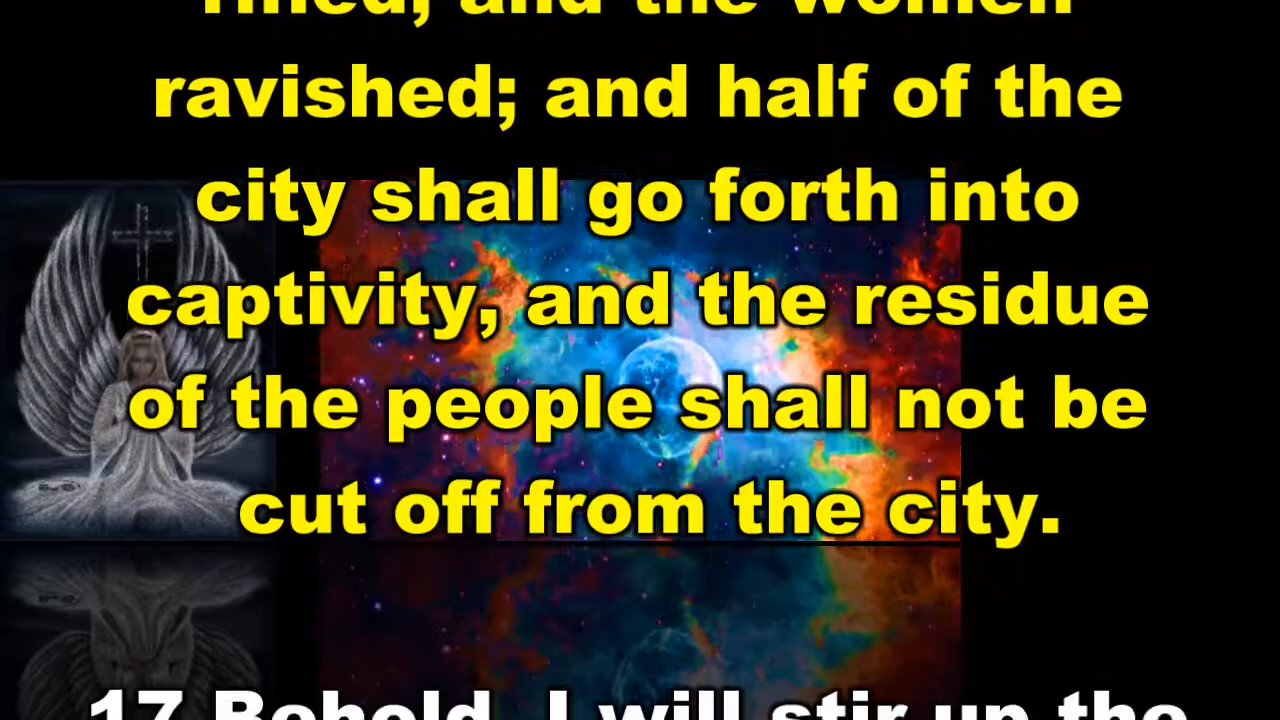 rifled, and the women
ravished; and half of the
city shall go forth into
captivity, and the residue
of the people shall not be
cut off from the city.
17 Behold, I will stir up the